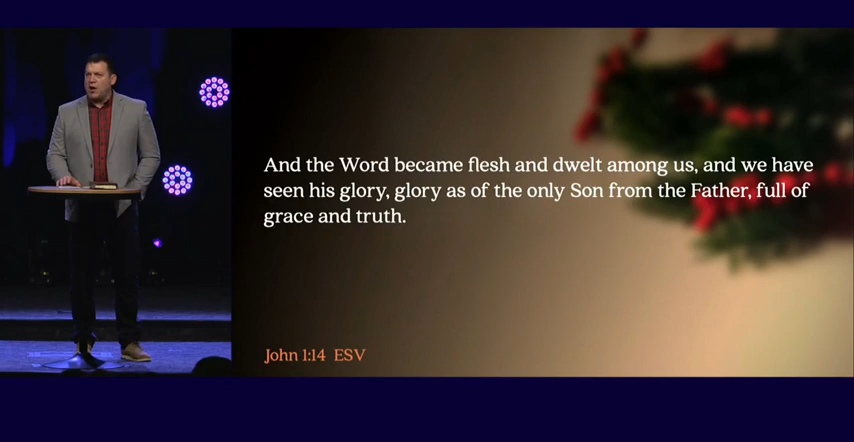 And the Word became flesh and dwelt among us, and we have
seen his glory, glory as of the only Son from the Father, full of
grace and truth.
John 1:14 ESV